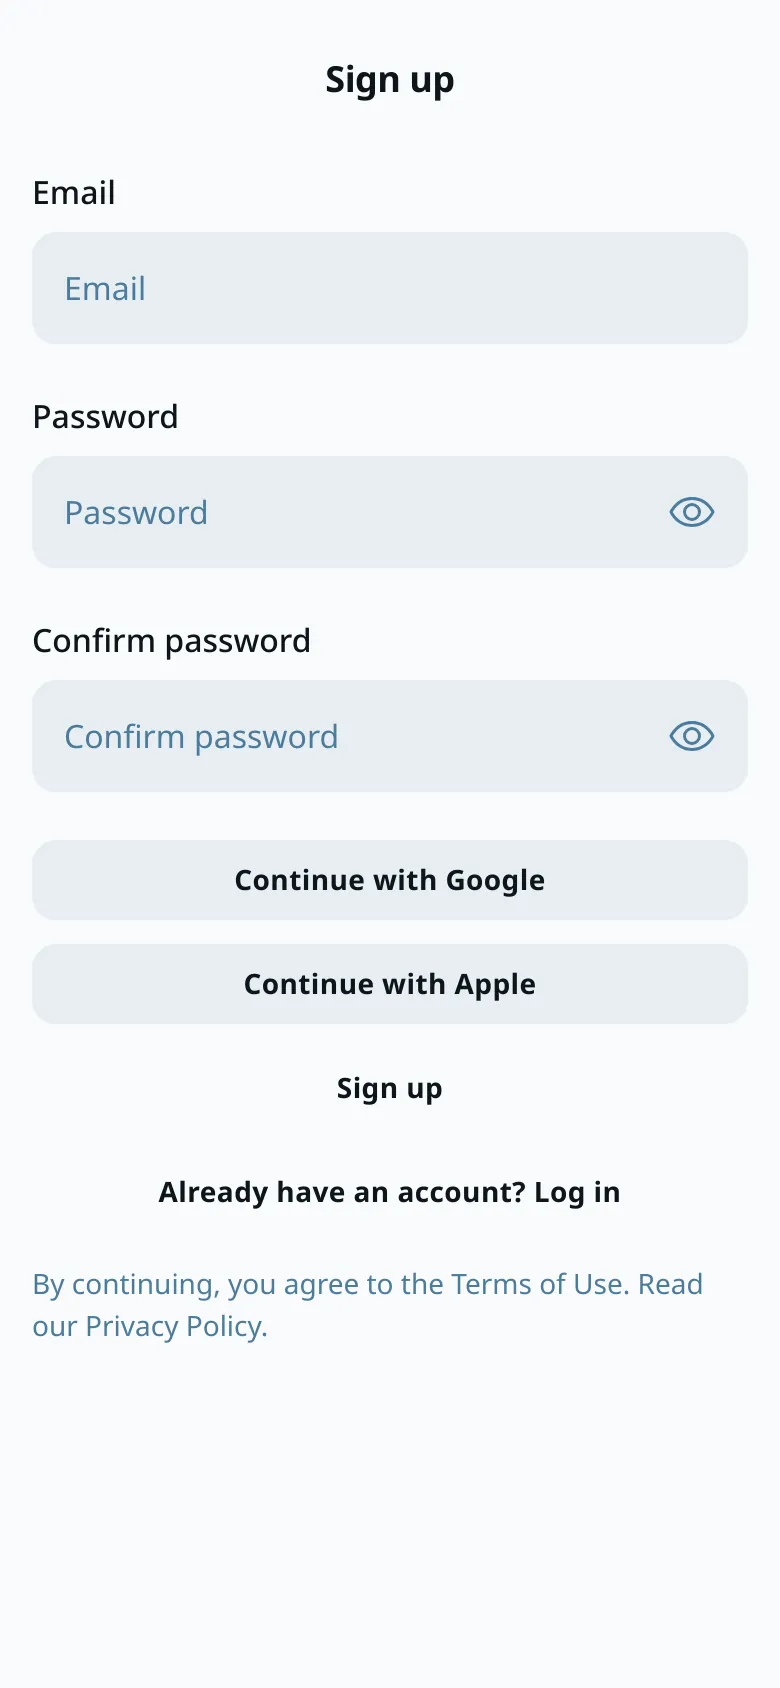 Sign up
Email
Email
Password
Password
Confirm password
Confirm password
Continue with Google
Continue with Apple
Sign up
Already have an account? Log in
By continuing, you agree to the Terms of Use. Read
our Privacy Policy.